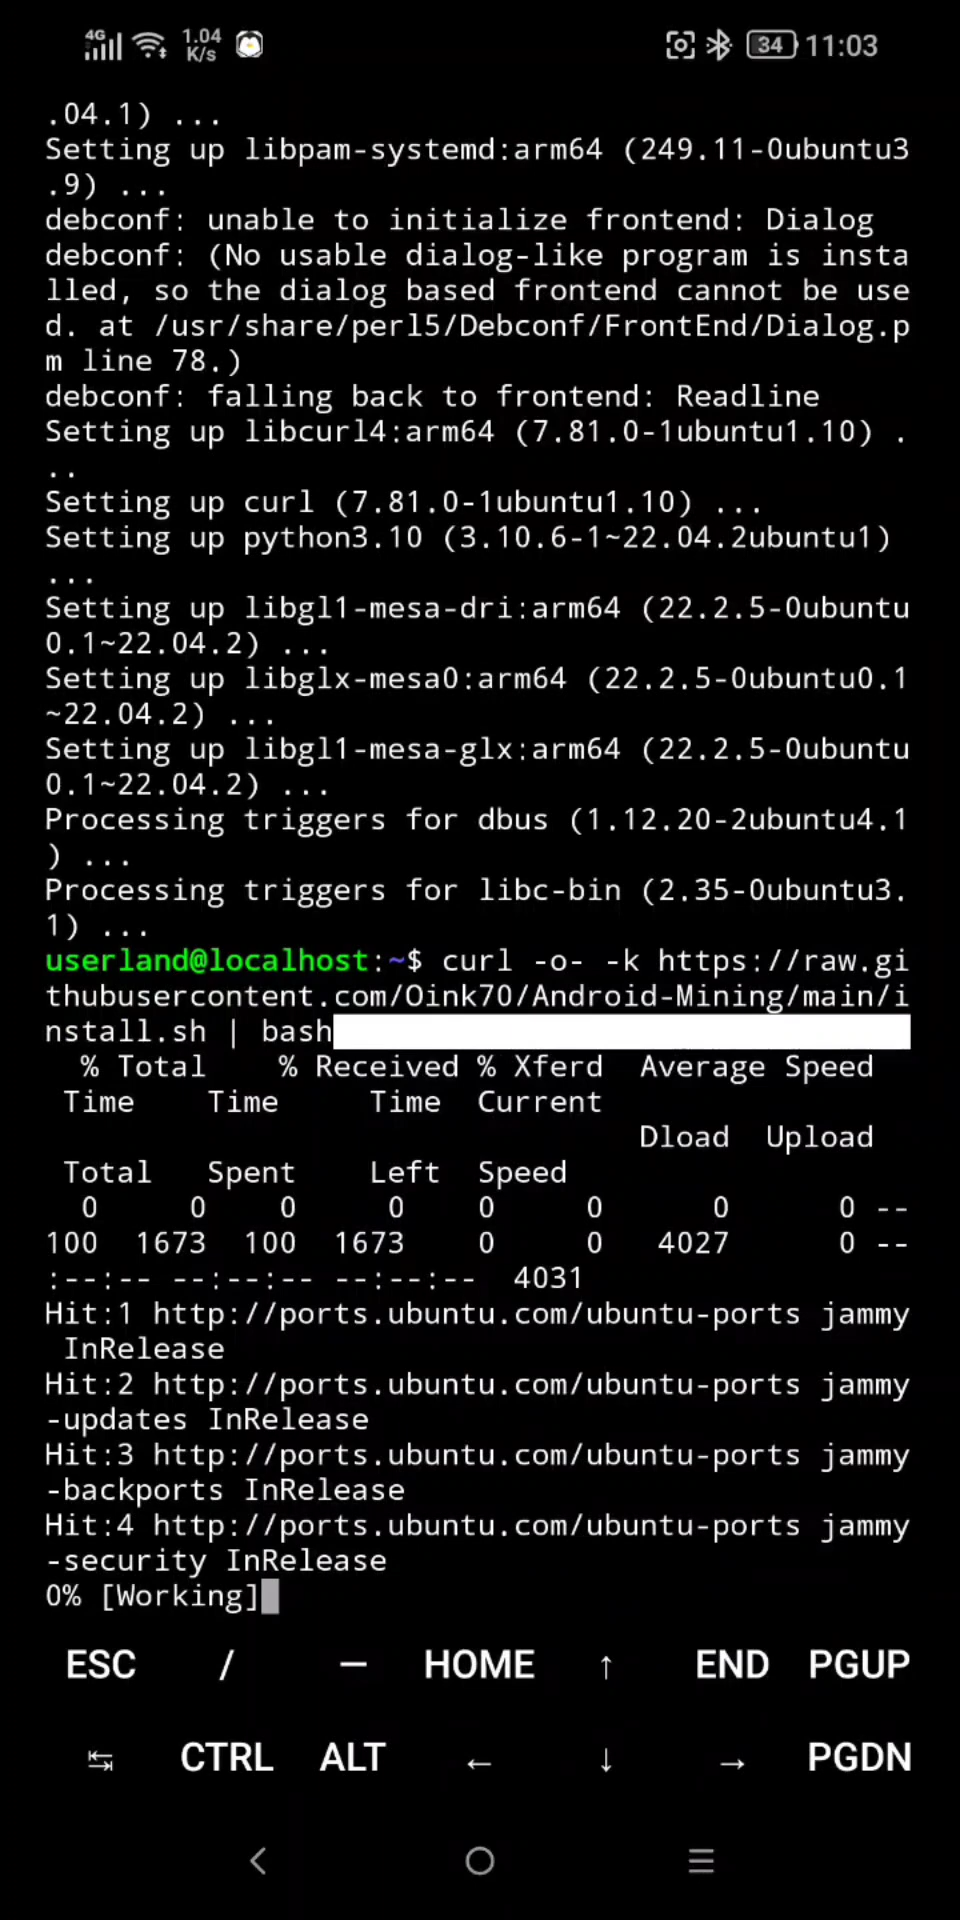 4G 1.04 K/s 34 11:03
.04.1) ...
Setting up libpam-systemd:arm64 (249.11-0ubuntu3
.9) ...
debconf: unable to initialize frontend: Dialog
debconf: (No usable dialog-like program is insta
lled, so the dialog based frontend cannot be use
d. at /usr/share/perl5/Debconf/FrontEnd/Dialog.p
m line 78.)
debconf: falling back to frontend: Readline
Setting up libcurl4:arm64 (7.81.0-1ubuntu1.10) .
..
Setting up curl (7.81.0-1ubuntu1.10) ...
Setting up python3.10 (3.10.6-1~22.04.2ubuntu1)
...
Setting up libgl1-mesa-dri:arm64 (22.2.5-0ubuntu
0.1~22.04.2) ...
Setting up libglx-mesa0:arm64 (22.2.5-0ubuntu0.1
~22.04.2) ...
Setting up libgl1-mesa-glx:arm64 (22.2.5-0ubuntu
0.1~22.04.2) ...
Processing triggers for dbus (1.12.20-2ubuntu4.1
) ...
Processing triggers for libc-bin (2.35-0ubuntu3.
1) ...
userland@localhost:~$ curl -o- -k https://raw.gi
thubusercontent.com/Oink70/Android-Mining/main/i
nstall.sh | bash
% Total % Received % Xferd Average Speed
Time Time Time Current
Dload Upload
Total Spent Left Speed
0 0 0 0 0 0 0 0 --
100 1673 100 1673 0 0 4027 0 --
:--:-- --:--:-- --:--:-- 4031
Hit:1 http://ports.ubuntu.com/ubuntu-ports jammy
InRelease
Hit:2 http://ports.ubuntu.com/ubuntu-ports jammy
-updates InRelease
Hit:3 http://ports.ubuntu.com/ubuntu-ports jammy
-backports InRelease
Hit:4 http://ports.ubuntu.com/ubuntu-ports jammy
-security InRelease
0% [Working]
ESC / — HOME ↑ END PGUP
↹ CTRL ALT ← ↓ → PGDN